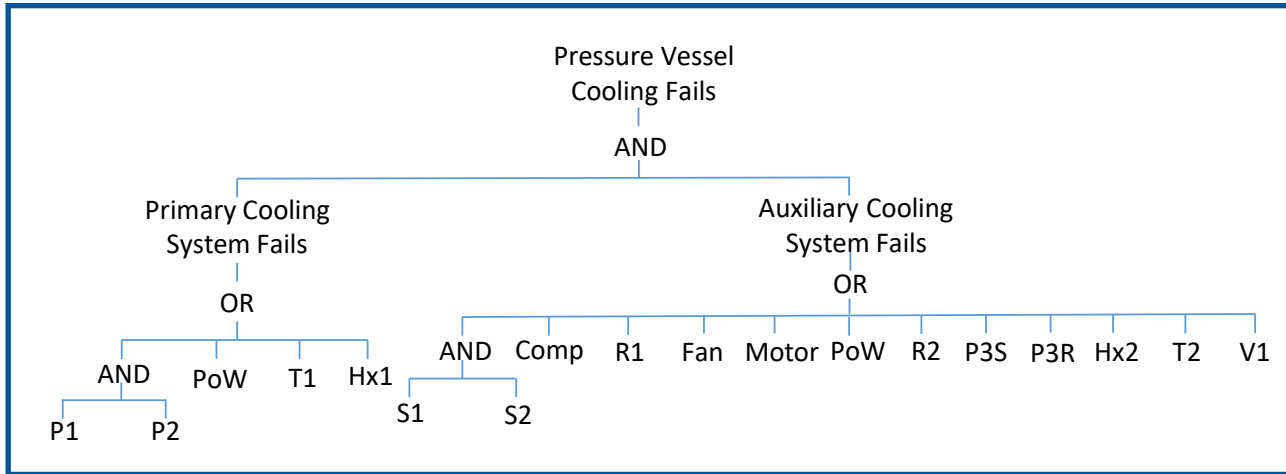 Pressure Vessel
Cooling Fails
AND
Primary Cooling
System Fails
Auxiliary Cooling
System Fails
OR
OR
AND PoW T1 Hx1
AND Comp R1 Fan Motor PoW R2 P3S P3R Hx2 T2 V1
P1 P2
S1 S2